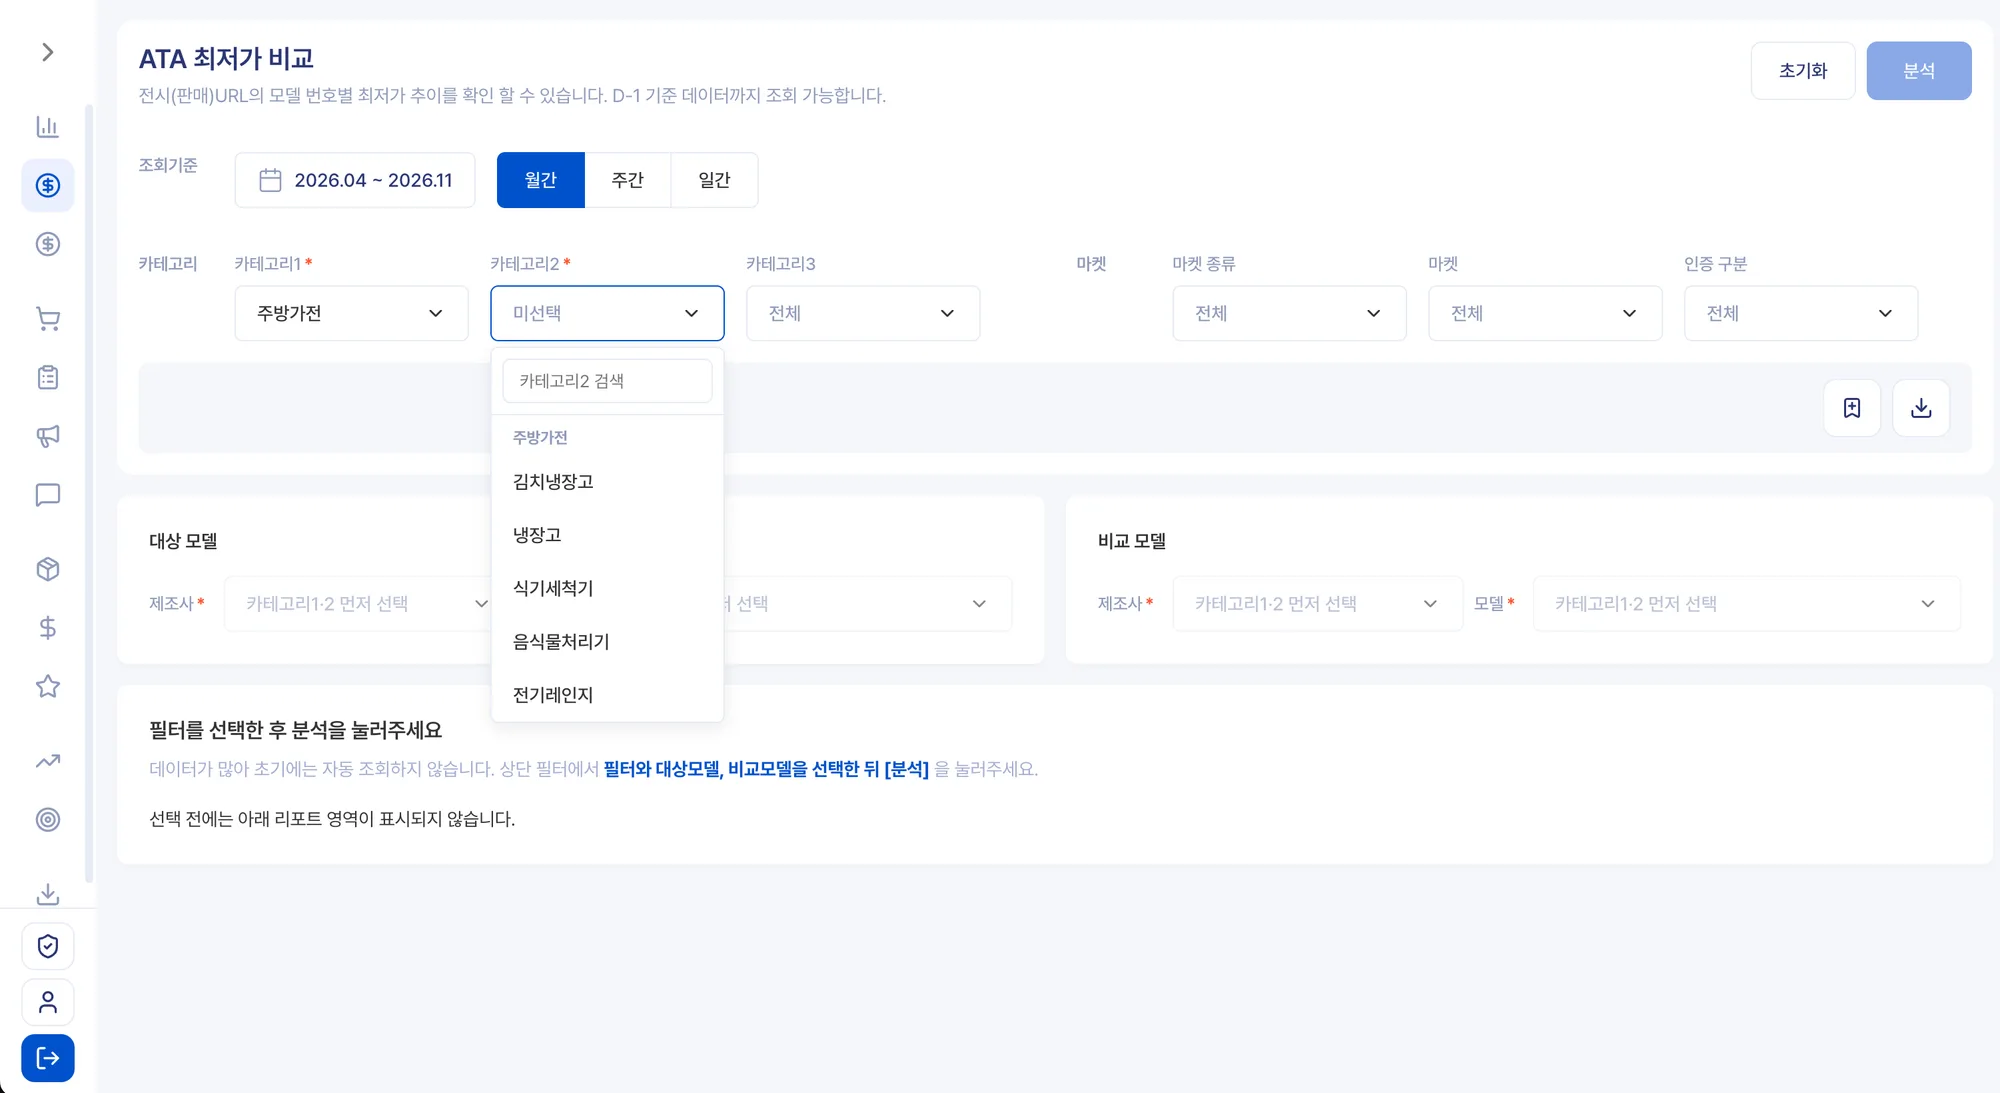 ATA 최저가 비교
전시(판매)URL의 모델 번호별 최저가 추이를 확인 할 수 있습니다. D-1 기준 데이터까지 조회 가능합니다.
초기화
분석
조회기준
2026.04 ~ 2026.11
월간
주간
일간
카테고리
카테고리1*
카테고리2*
카테고리3
마켓
마켓 종류
마켓
인증 구분
주방가전
미선택
전체
전체
전체
전체
카테고리2 검색
주방가전
김치냉장고
냉장고
식기세척기
음식물처리기
전기레인지
대상 모델
제조사*
카테고리1·2 먼저 선택
선택
비교 모델
제조사*
카테고리1·2 먼저 선택
모델*
카테고리1·2 먼저 선택
필터를 선택한 후 분석을 눌러주세요
데이터가 많아 초기에는 자동 조회하지 않습니다. 상단 필터에서 필터와 대상모델, 비교모델을 선택한 뒤 [분석] 을 눌러주세요.
선택 전에는 아래 리포트 영역이 표시되지 않습니다.